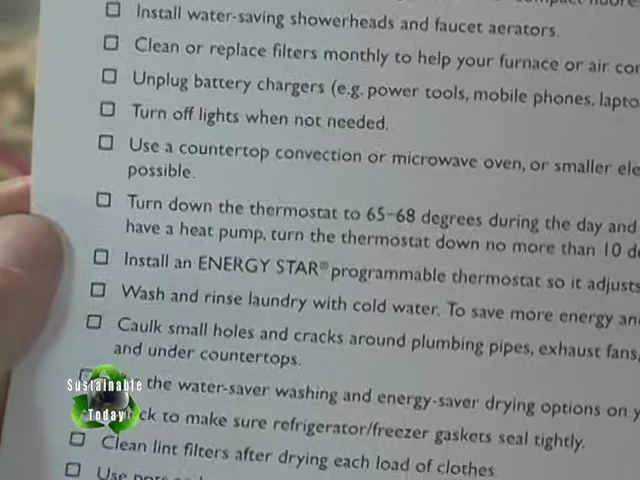 Install water-saving showerheads and faucet aerators.
Clean or replace filters monthly to help your furnace or air con
Unplug battery chargers (e.g. power tools, mobile phones, lapto
Turn off lights when not needed.
Use a countertop convection or microwave oven, or smaller ele
possible.
Turn down the thermostat to 65–68 degrees during the day and
have a heat pump, turn the thermostat down no more than 10 d
Install an ENERGY STAR® programmable thermostat so it adjusts
Wash and rinse laundry with cold water. To save more energy an
Caulk small holes and cracks around plumbing pipes, exhaust fans,
and under countertops.
the water-saver washing and energy-saver drying options on y
ck to make sure refrigerator/freezer gaskets seal tightly.
Clean lint filters after drying each load of clothes
Sustainable
Today